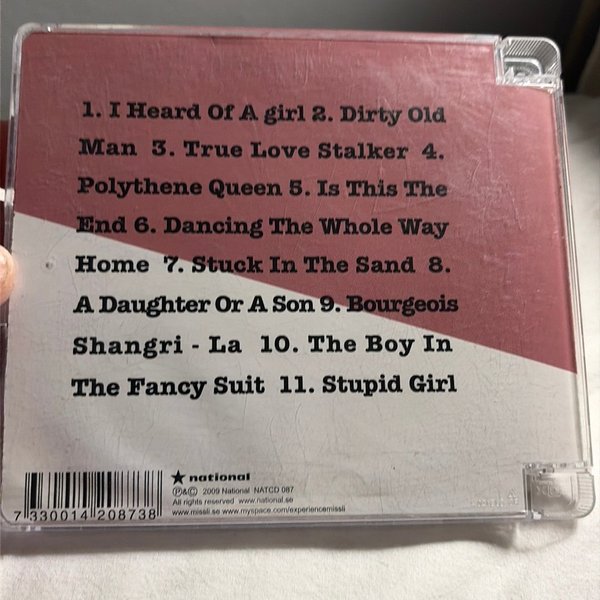 1. I Heard Of A girl 2. Dirty Old
Man 3. True Love Stalker 4.
Polythene Queen 5. Is This The
End 6. Dancing The Whole Way
Home 7. Stuck In The Sand 8.
A Daughter Or A Son 9. Bourgeois
Shangri - La 10. The Boy In
The Fancy Suit 11. Stupid Girl
★ national
Ⓟ&© 2009 National NATCD 087
All rights reserved www.national.se
www.missli.se www.myspace.com/experiencemissli
7 330014 208738